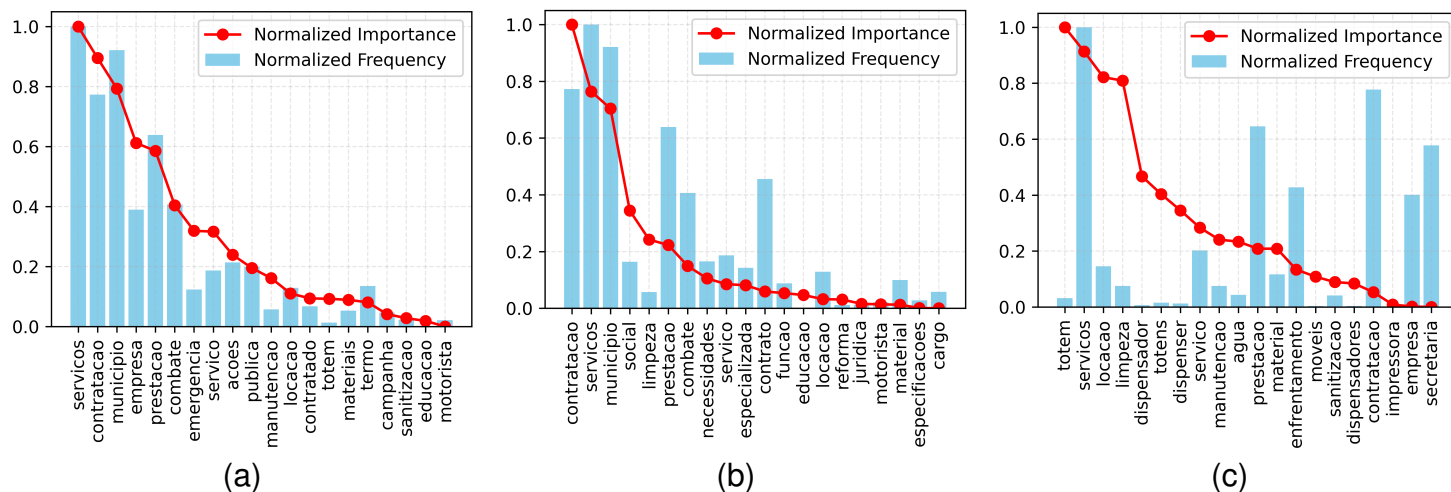 1.0
0.8
0.6
0.4
0.2
0.0
Normalized Importance
Normalized Frequency
servicos
contratacao
municipio
empresa
prestacao
combate
emergencia
servico
acoes
publica
manutencao
locacao
contratado
totem
materiais
termo
campanha
sanitizacao
educacao
motorista
(a)
1.0
0.8
0.6
0.4
0.2
0.0
Normalized Importance
Normalized Frequency
contratacao
servicos
municipio
social
limpeza
prestacao
combate
necessidades
servico
especializada
contrato
funcao
educacao
locacao
reforma
juridica
motorista
material
especificacoes
cargo
(b)
1.0
0.8
0.6
0.4
0.2
0.0
Normalized Importance
Normalized Frequency
totem
servicos
locacao
limpeza
dispensador
totens
dispenser
servico
manutencao
agua
prestacao
material
enfrentamento
moveis
sanitizacao
dispensadores
contratacao
impressora
empresa
secretaria
(c)